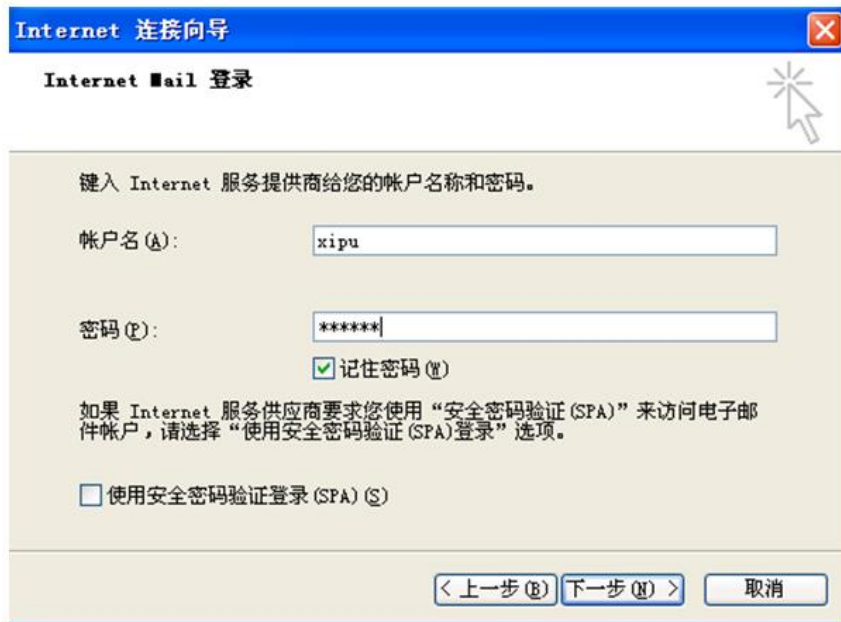 Internet 连接向导
Internet Mail 登录
键入 Internet 服务提供商给您的帐户名称和密码。
帐户名(A): xipu
密码(P): ******
记住密码(W)
如果 Internet 服务供应商要求您使用“安全密码验证(SPA)”来访问电子邮
件帐户，请选择“使用安全密码验证(SPA)登录”选项。
使用安全密码验证登录(SPA)(S)
< 上一步(B) 下一步(N) > 取消